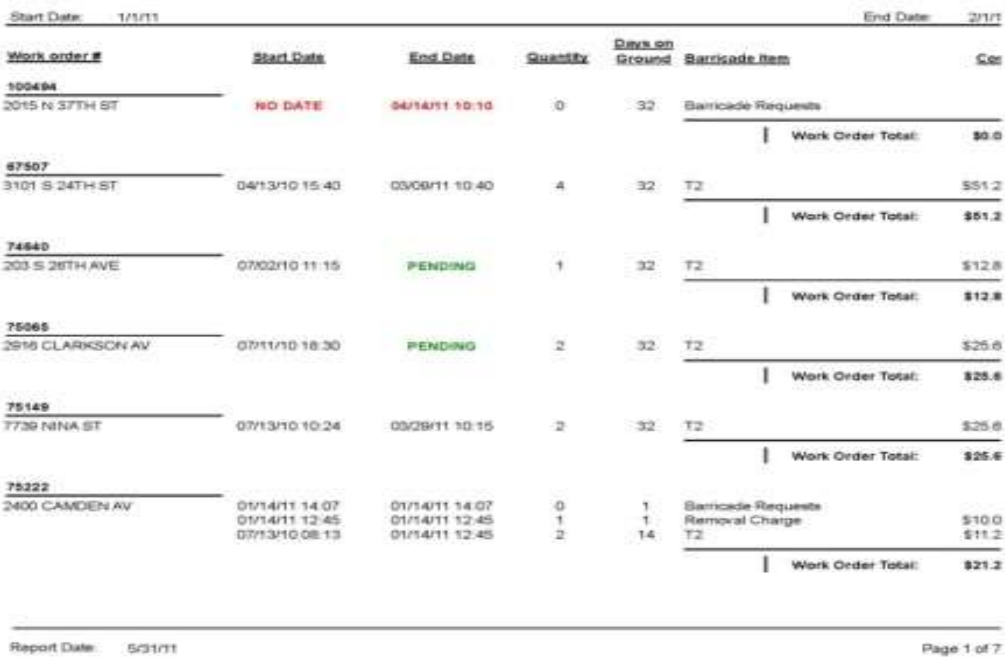 Start Date: 1/1/11 End Date: 2/1/1
Work order # Start Date End Date Quantity Days on Ground Barricade Item Cos
100494
2015 N 37TH ST NO DATE 04/14/11 10:10 0 32 Barricade Requests
Work Order Total: $0.0
67507
3101 S 24TH ST 04/13/10 15:40 03/09/11 10:40 4 32 T2 $51.2
Work Order Total: $51.2
74640
203 S 26TH AVE 07/02/10 11:15 PENDING 1 32 T2 $12.8
Work Order Total: $12.8
75065
2916 CLARKSON AV 07/11/10 18:30 PENDING 2 32 T2 $25.6
Work Order Total: $25.6
75149
7739 NINA ST 07/13/10 10:24 03/29/11 10:15 2 32 T2 $25.6
Work Order Total: $25.6
75222
2400 CAMDEN AV 01/14/11 14:07 01/14/11 14:07 0 1 Barricade Requests
01/14/11 12:45 01/14/11 12:45 1 1 Removal Charge $10.0
07/13/10 08:13 01/14/11 12:45 2 14 T2 $11.2
Work Order Total: $21.2
Report Date: 5/31/11 Page 1 of 7